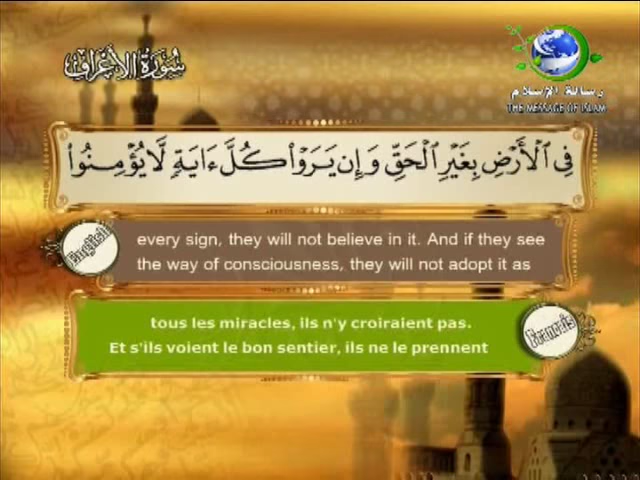 سُورَةُ الأَعْرَافِ
رسالة الإسلام
THE MESSAGE OF ISLAM
فِي ٱلْأَرْضِ بِغَيْرِ ٱلْحَقِّ وَإِن يَرَوْا۟ كُلَّ ءَايَةٍ لَّا يُؤْمِنُوا۟
English
every sign, they will not believe in it. And if they see
the way of consciousness, they will not adopt it as
tous les miracles, ils n'y croiraient pas.
Et s'ils voient le bon sentier, ils ne le prennent
Français